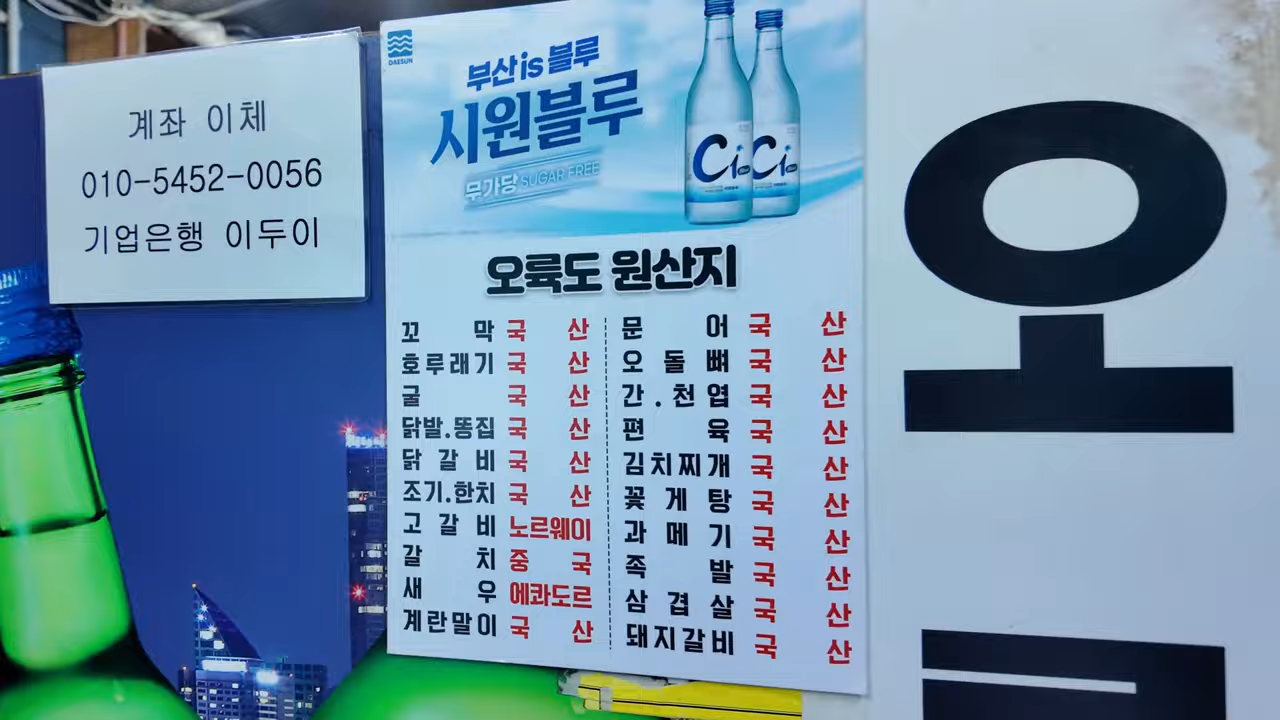 계좌 이체
010-5452-0056
기업은행 이두이
DAESUN
부산 is 블루
시원블루
무가당 SUGAR FREE
Ci Ci
오륙도 원산지
꼬막 국산
호루래기 국산
굴 국산
닭발.똥집 국산
닭갈비 국산
조기.한치 국산
고갈비 노르웨이
갈치 중국
새우 에콰도르
계란말이 국산
문어 국산
오돌뼈 국산
간.천엽 국산
편육 국산
김치찌개 국산
꽃게탕 국산
과메기 국산
족발 국산
삼겹살 국산
돼지갈비 국산
오